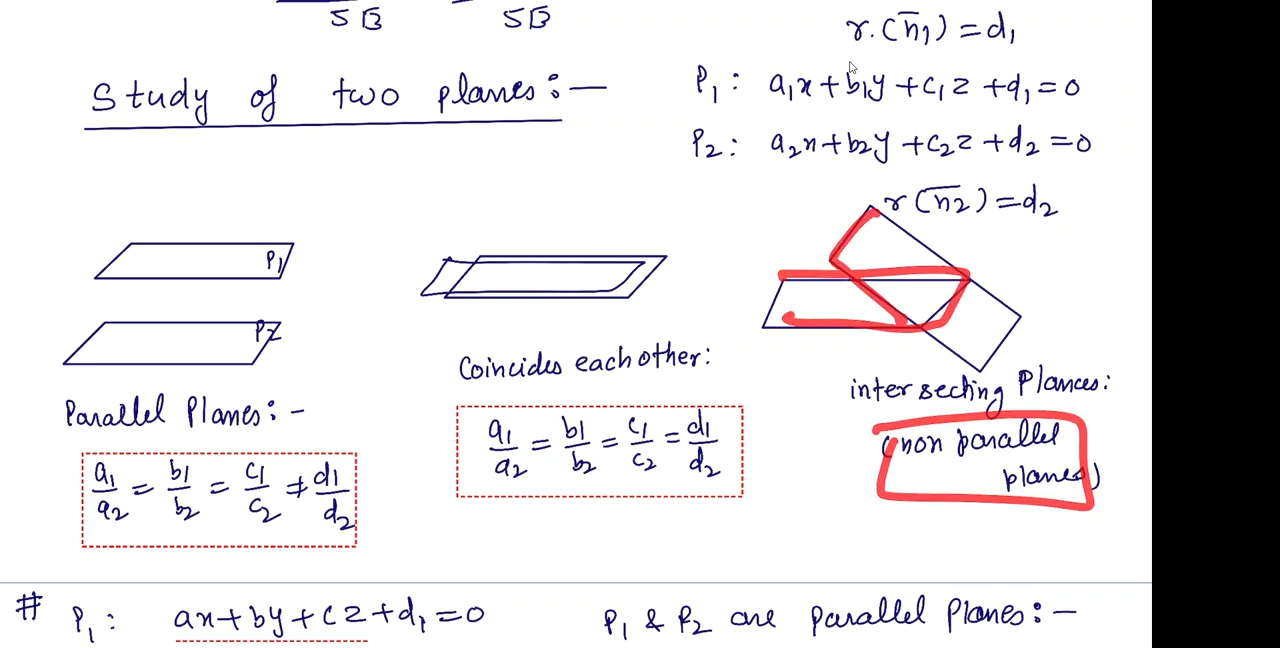 5√3 5√3
r.(n̄₁) = d₁
Study of two planes:—
P₁: a₁x + b₁y + c₁z + d₁ = 0
P₂: a₂x + b₂y + c₂z + d₂ = 0
r(n̄₂) = d₂
P₁
P₂
Parallel Planes:-
a₁/a₂ = b₁/b₂ = c₁/c₂ ≠ d₁/d₂
Coincides each other:
a₁/a₂ = b₁/b₂ = c₁/c₂ = d₁/d₂
intersecting Plances:
(non parallel
planes)
# P₁: ax + by + cz + d₁ = 0
P₁ & P₂ are parallel Planes:—